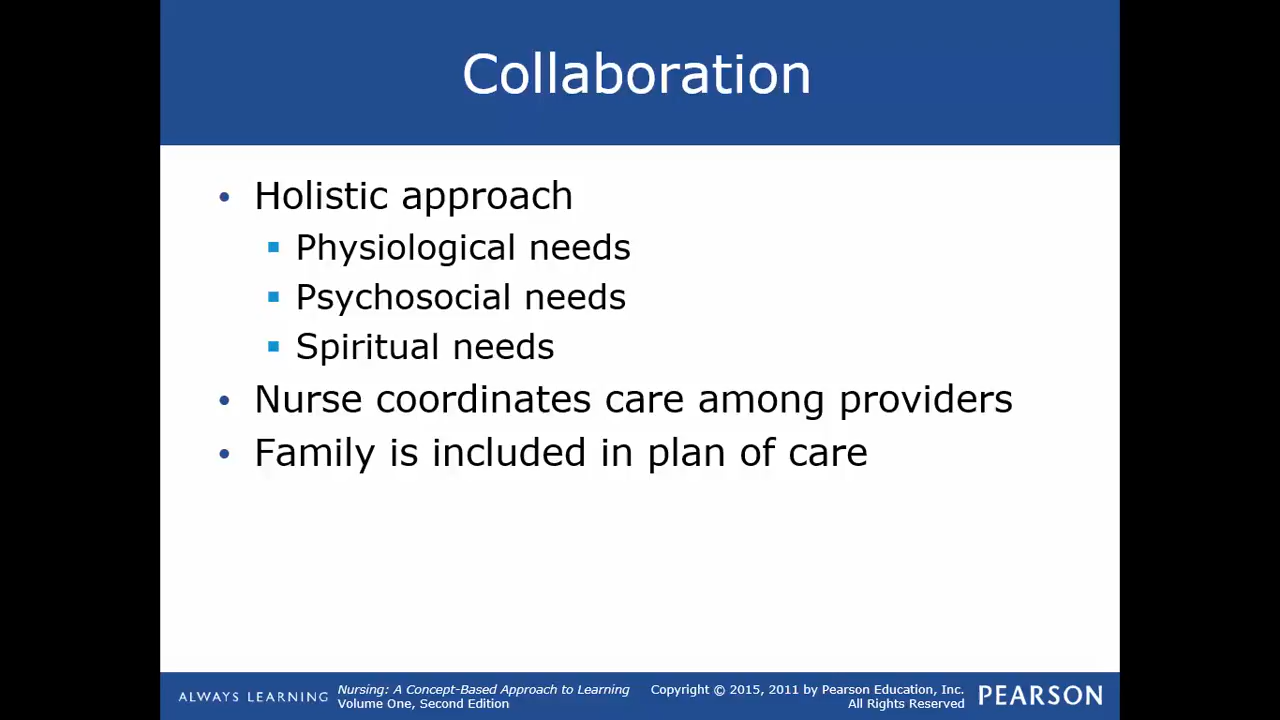 Collaboration
• Holistic approach
▪ Physiological needs
▪ Psychosocial needs
▪ Spiritual needs
• Nurse coordinates care among providers
• Family is included in plan of care
ALWAYS LEARNING
Nursing: A Concept-Based Approach to Learning
Volume One, Second Edition
Copyright © 2015, 2011 by Pearson Education, Inc.
All Rights Reserved
PEARSON